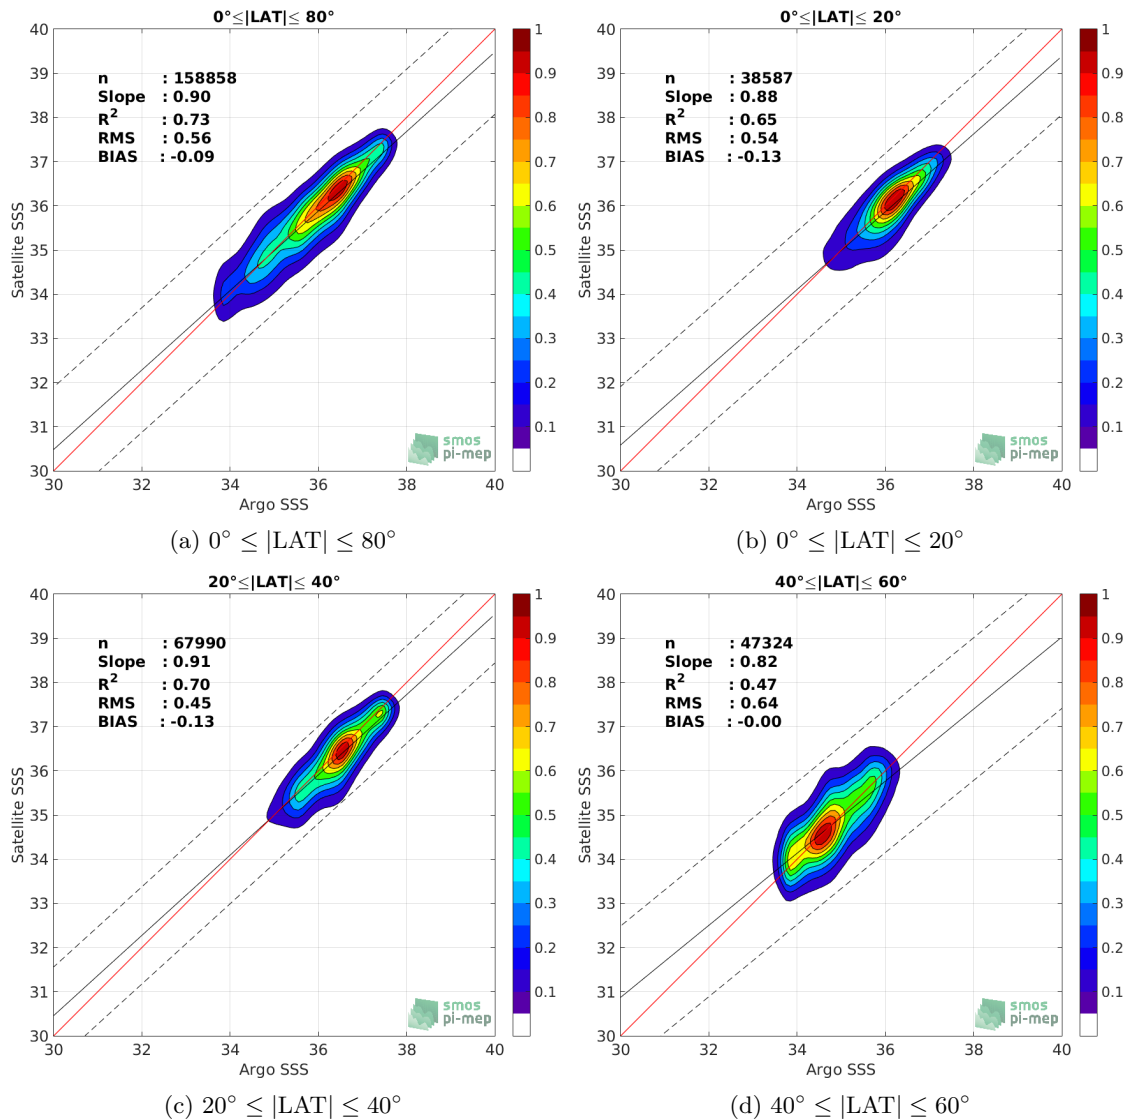 0°≤|LAT|≤ 80°
40
39
38
37
36
35
34
33
32
31
30
Satellite SSS
n : 158858
Slope : 0.90
R² : 0.73
RMS : 0.56
BIAS : -0.09
smos
pi-mep
30 32 34 36 38 40
Argo SSS
1
0.9
0.8
0.7
0.6
0.5
0.4
0.3
0.2
0.1
(a) 0° ≤ |LAT| ≤ 80°
0°≤|LAT|≤ 20°
40
39
38
37
36
35
34
33
32
31
30
Satellite SSS
n : 38587
Slope : 0.88
R² : 0.65
RMS : 0.54
BIAS : -0.13
smos
pi-mep
30 32 34 36 38 40
Argo SSS
1
0.9
0.8
0.7
0.6
0.5
0.4
0.3
0.2
0.1
(b) 0° ≤ |LAT| ≤ 20°
20°≤|LAT|≤ 40°
40
39
38
37
36
35
34
33
32
31
30
Satellite SSS
n : 67990
Slope : 0.91
R² : 0.70
RMS : 0.45
BIAS : -0.13
smos
pi-mep
30 32 34 36 38 40
Argo SSS
1
0.9
0.8
0.7
0.6
0.5
0.4
0.3
0.2
0.1
(c) 20° ≤ |LAT| ≤ 40°
40°≤|LAT|≤ 60°
40
39
38
37
36
35
34
33
32
31
30
Satellite SSS
n : 47324
Slope : 0.82
R² : 0.47
RMS : 0.64
BIAS : -0.00
smos
pi-mep
30 32 34 36 38 40
Argo SSS
1
0.9
0.8
0.7
0.6
0.5
0.4
0.3
0.2
0.1
(d) 40° ≤ |LAT| ≤ 60°